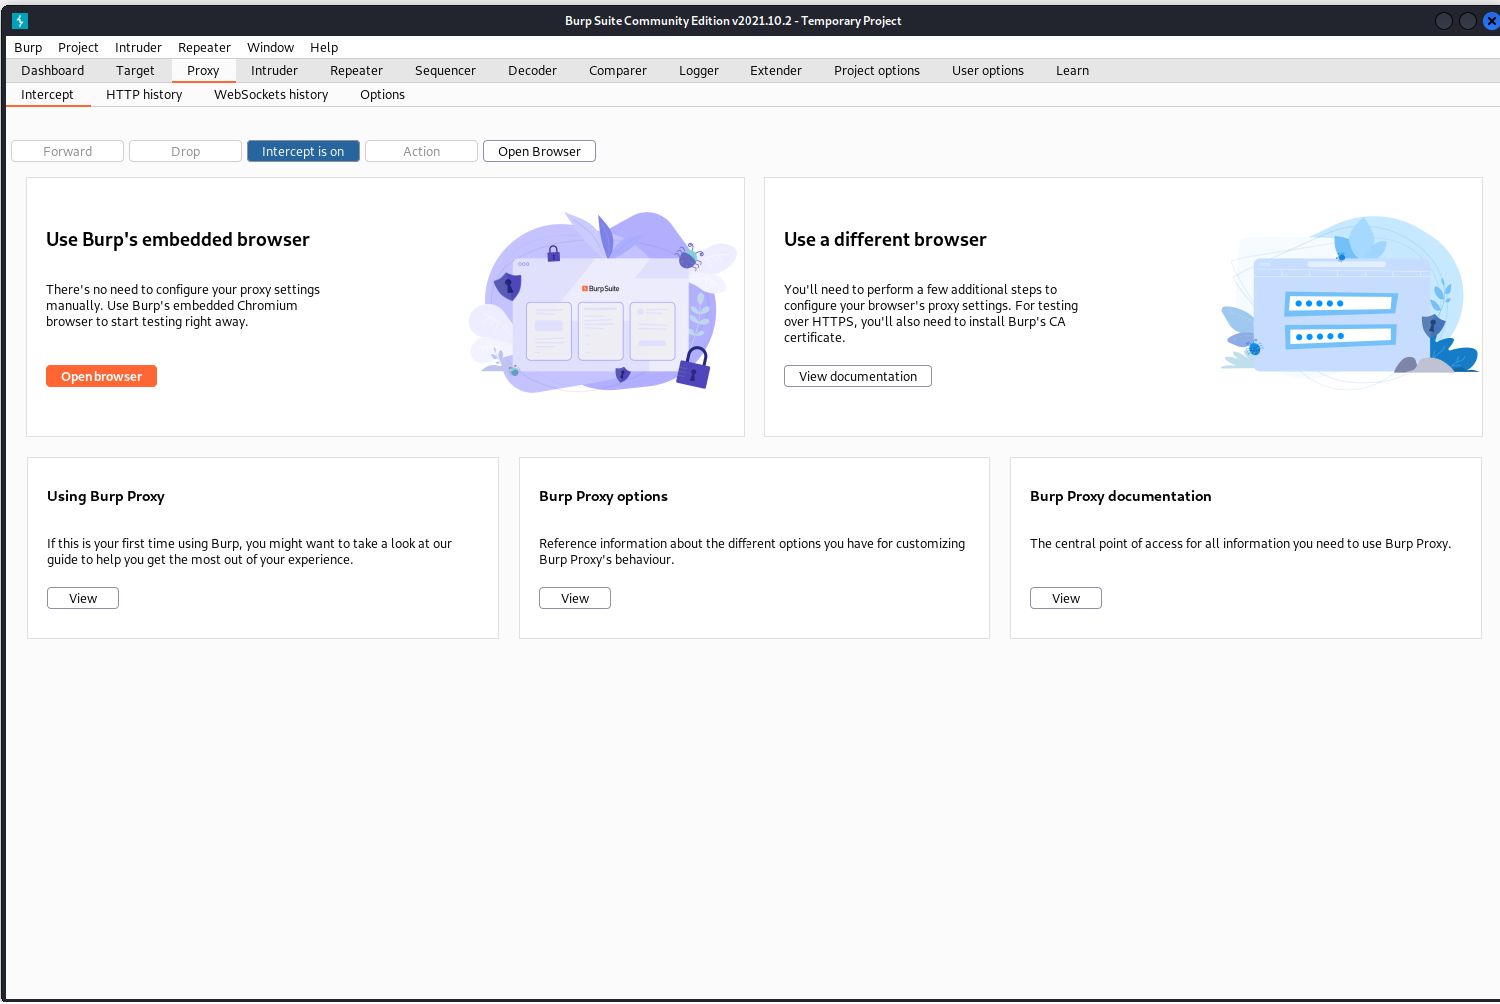 Burp Suite Community Edition v2021.10.2 - Temporary Project
Burp Project Intruder Repeater Window Help
Dashboard Target Proxy Intruder Repeater Sequencer Decoder Comparer Logger Extender Project options User options Learn
Intercept HTTP history WebSockets history Options
Forward Drop Intercept is on Action Open Browser
Use Burp's embedded browser
There's no need to configure your proxy settings
manually. Use Burp's embedded Chromium
browser to start testing right away.
Open browser
BurpSuite
Use a different browser
You'll need to perform a few additional steps to
configure your browser's proxy settings. For testing
over HTTPS, you'll also need to install Burp's CA
certificate.
View documentation
Using Burp Proxy
If this is your first time using Burp, you might want to take a look at our
guide to help you get the most out of your experience.
View
Burp Proxy options
Reference information about the different options you have for customizing
Burp Proxy's behaviour.
View
Burp Proxy documentation
The central point of access for all information you need to use Burp Proxy.
View